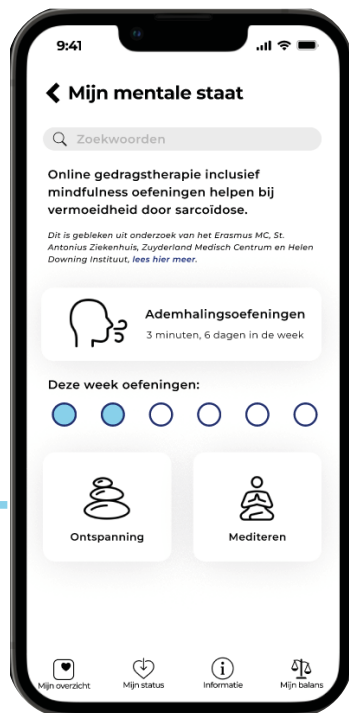 9:41
Mijn mentale staat
Zoekwoorden
Online gedragstherapie inclusief
mindfulness oefeningen helpen bij
vermoeidheid door sarcoïdose.
Dit is gebleken uit onderzoek van het Erasmus MC, St.
Antonius Ziekenhuis, Zuyderland Medisch Centrum en Helen
Downing Instituut, lees hier meer.
Ademhalingsoefeningen
3 minuten, 6 dagen in de week
Deze week oefeningen:
Ontspanning
Mediteren
Mijn overzicht
Mijn status
Informatie
Mijn balans